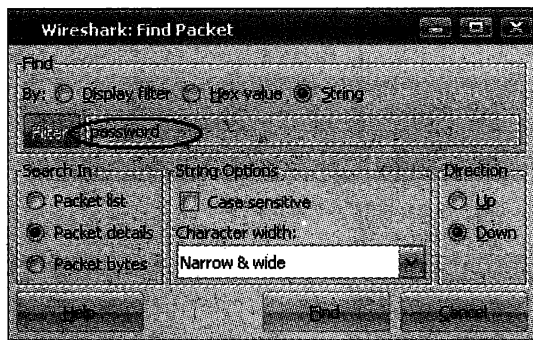 Wireshark: Find Packet
Find
By: Display filter Hex value String
Filter: password
Search In
Packet list
Packet details
Packet bytes
String Options
Case sensitive
Character width:
Narrow & wide
Direction
Up
Down
Help Find Cancel